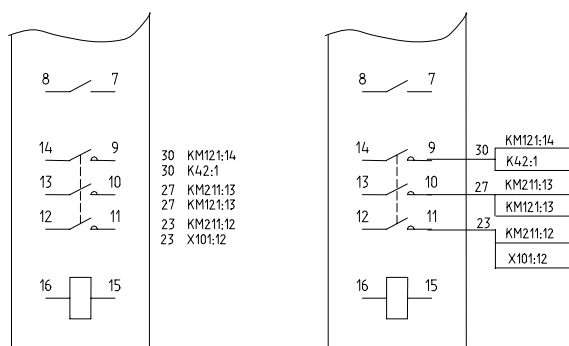 8 7
14 9
13 10
12 11
16 15
30 KM121:14
30 K42:1
27 KM211:13
27 KM121:13
23 KM211:12
23 X101:12
8 7
14 9
13 10
12 11
16 15
30 KM121:14
K42:1
27 KM211:13
KM121:13
23 KM211:12
X101:12